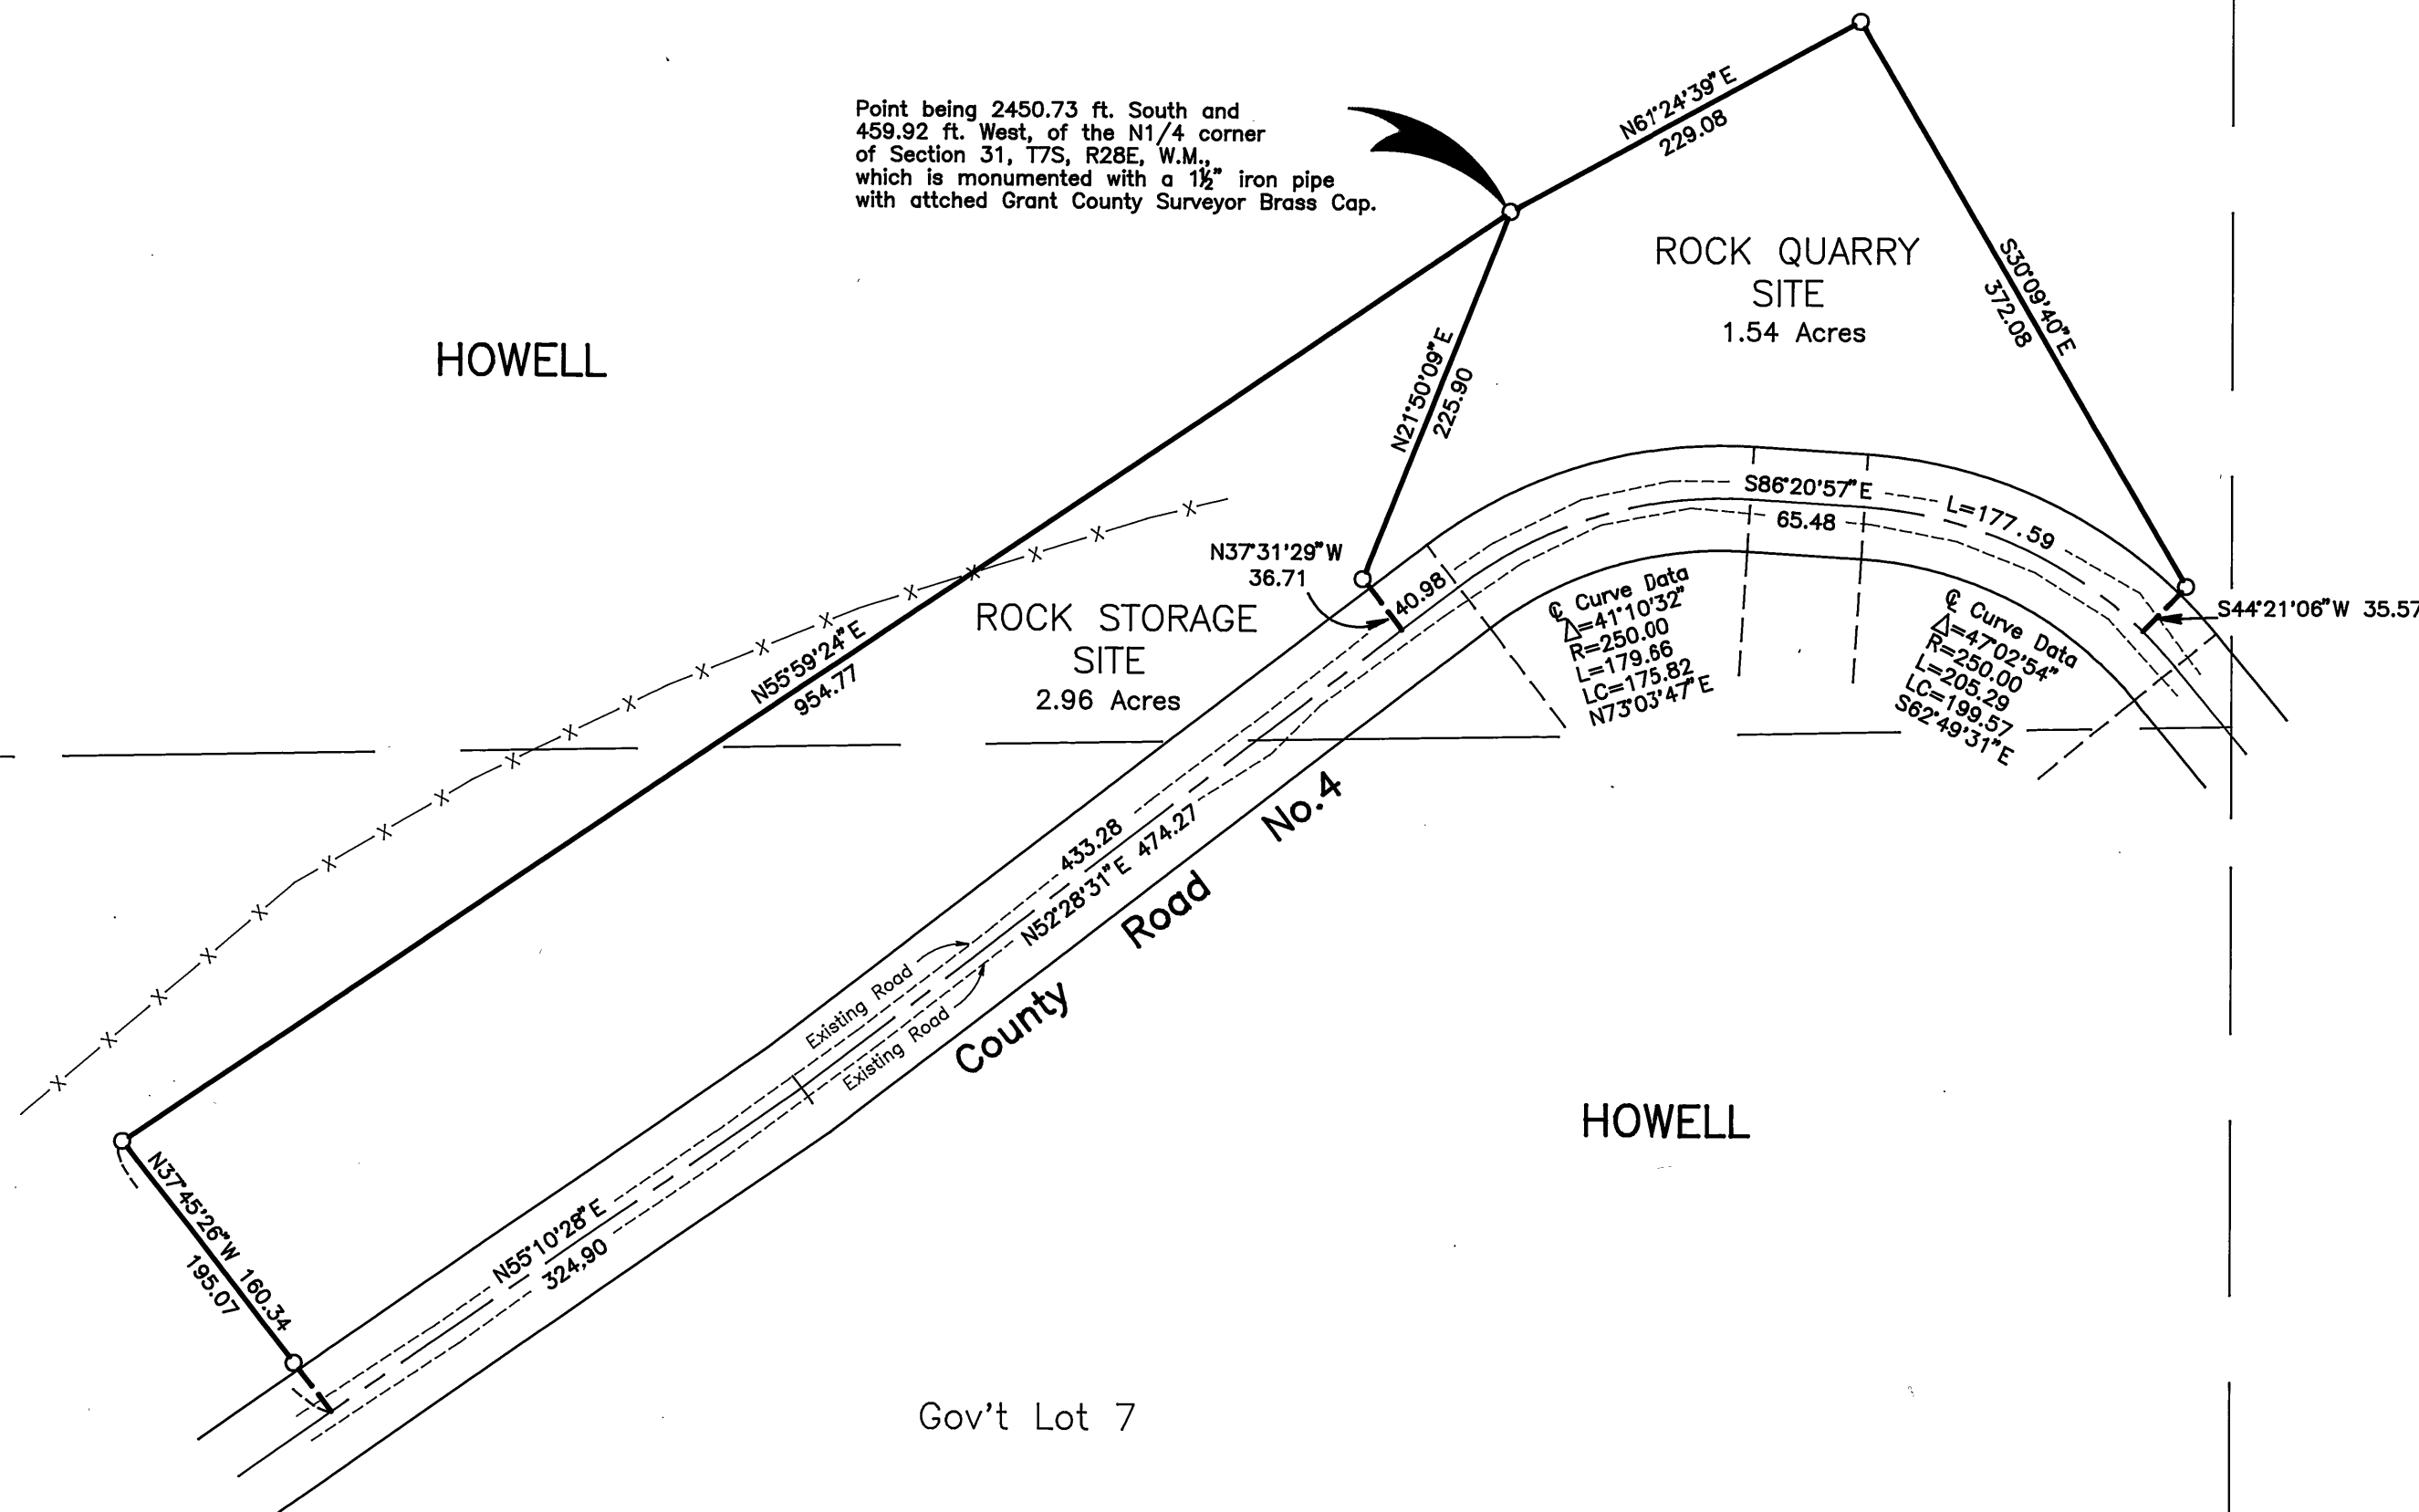 N61°24'39"E
229.08
Point being 2450.73 ft. South and
459.92 ft. West, of the N1/4 corner
of Section 31, T7S, R28E, W.M.,
which is monumented with a 1½" iron pipe
with attched Grant County Surveyor Brass Cap.
ROCK QUARRY
SITE
1.54 Acres
S30°09'40"E
372.08
HOWELL
N21°50'09"E
225.90
S86°20'57"E
65.48
L=177.59
N37°31'29"W
36.71
40.98
℄ Curve Data
Δ=41°10'32"
R=250.00
L=179.66
LC=175.82
N73°03'47"E
℄ Curve Data
Δ=47°02'54"
R=250.00
L=205.29
LC=199.57
S62°49'31"E
S44°21'06"W 35.57
ROCK STORAGE
SITE
2.96 Acres
N55°59'24"E
954.77
433.28
N52°28'31"E 474.27
County Road No.4
Existing Road
Existing Road
HOWELL
N37°45'26"W 160.34
195.07
N55°10'28"E
324,90
Gov't Lot 7